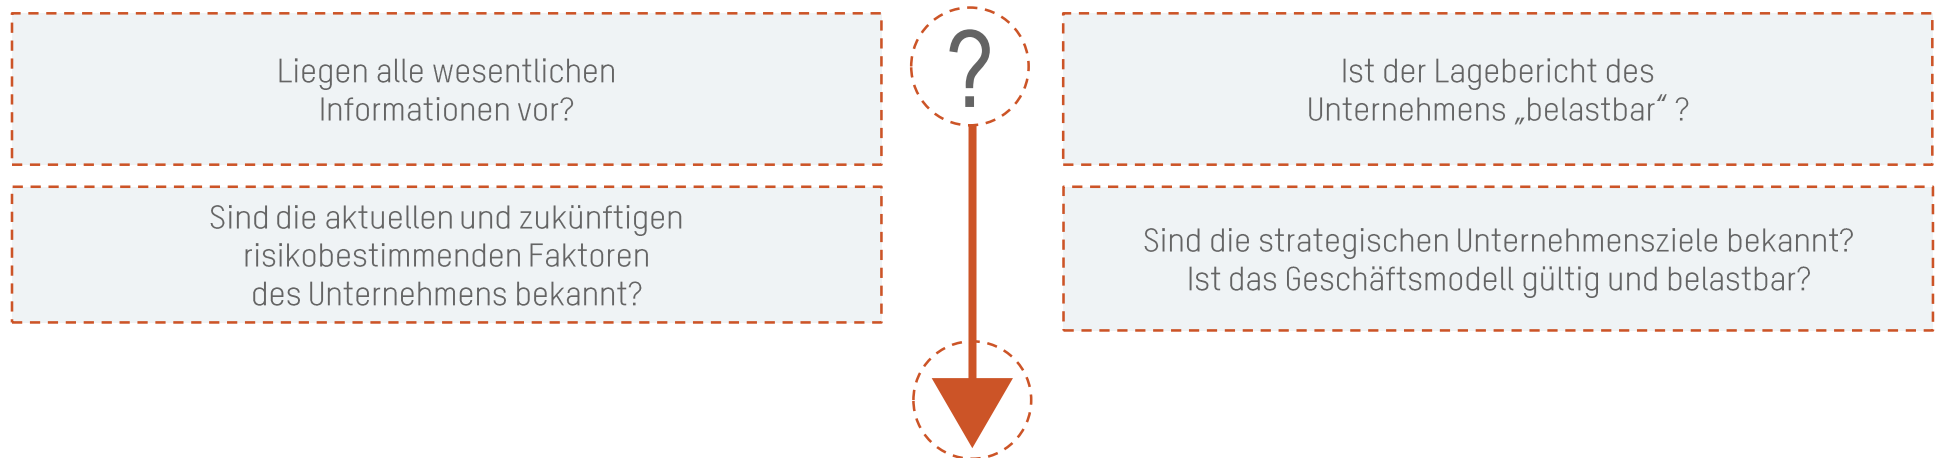 Liegen alle wesentlichen
Informationen vor?
Sind die aktuellen und zukünftigen
risikobestimmenden Faktoren
des Unternehmens bekannt?
?
Ist der Lagebericht des
Unternehmens „belastbar“ ?
Sind die strategischen Unternehmensziele bekannt?
Ist das Geschäftsmodell gültig und belastbar?